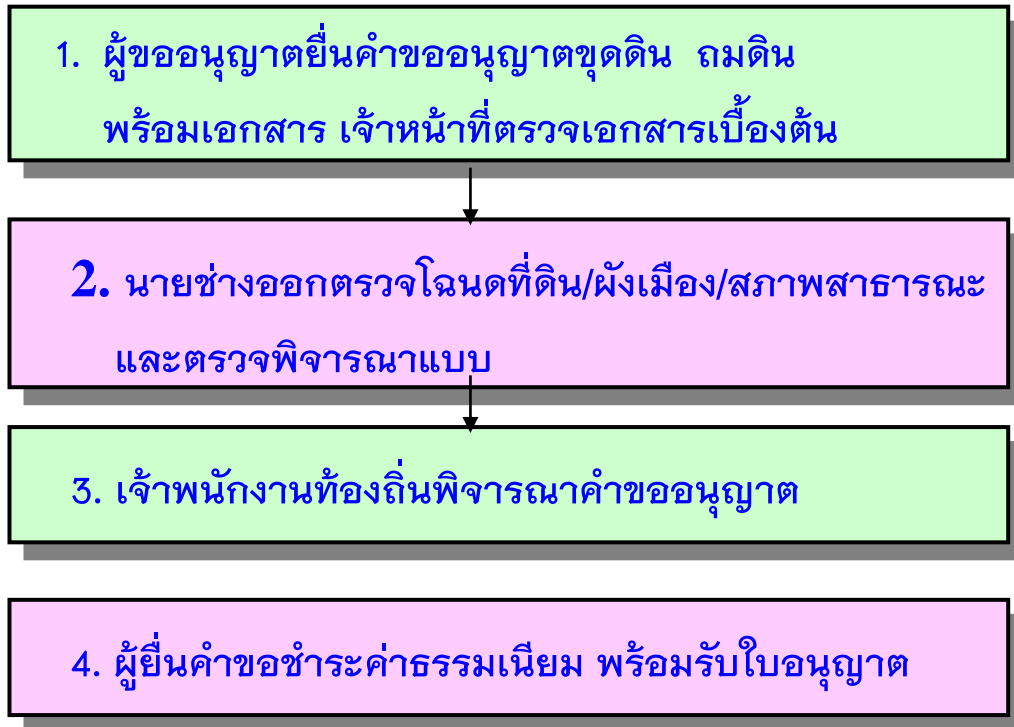 1. ผู้ขออนุญาตยื่นคำขออนุญาตขุดดิน ถมดิน
พร้อมเอกสาร เจ้าหน้าที่ตรวจเอกสารเบื้องต้น
2. นายช่างออกตรวจโฉนดที่ดิน/ผังเมือง/สภาพสาธารณะ
และตรวจพิจารณาแบบ
3. เจ้าพนักงานท้องถิ่นพิจารณาคำขออนุญาต
4. ผู้ยื่นคำขอชำระค่าธรรมเนียม พร้อมรับใบอนุญาต